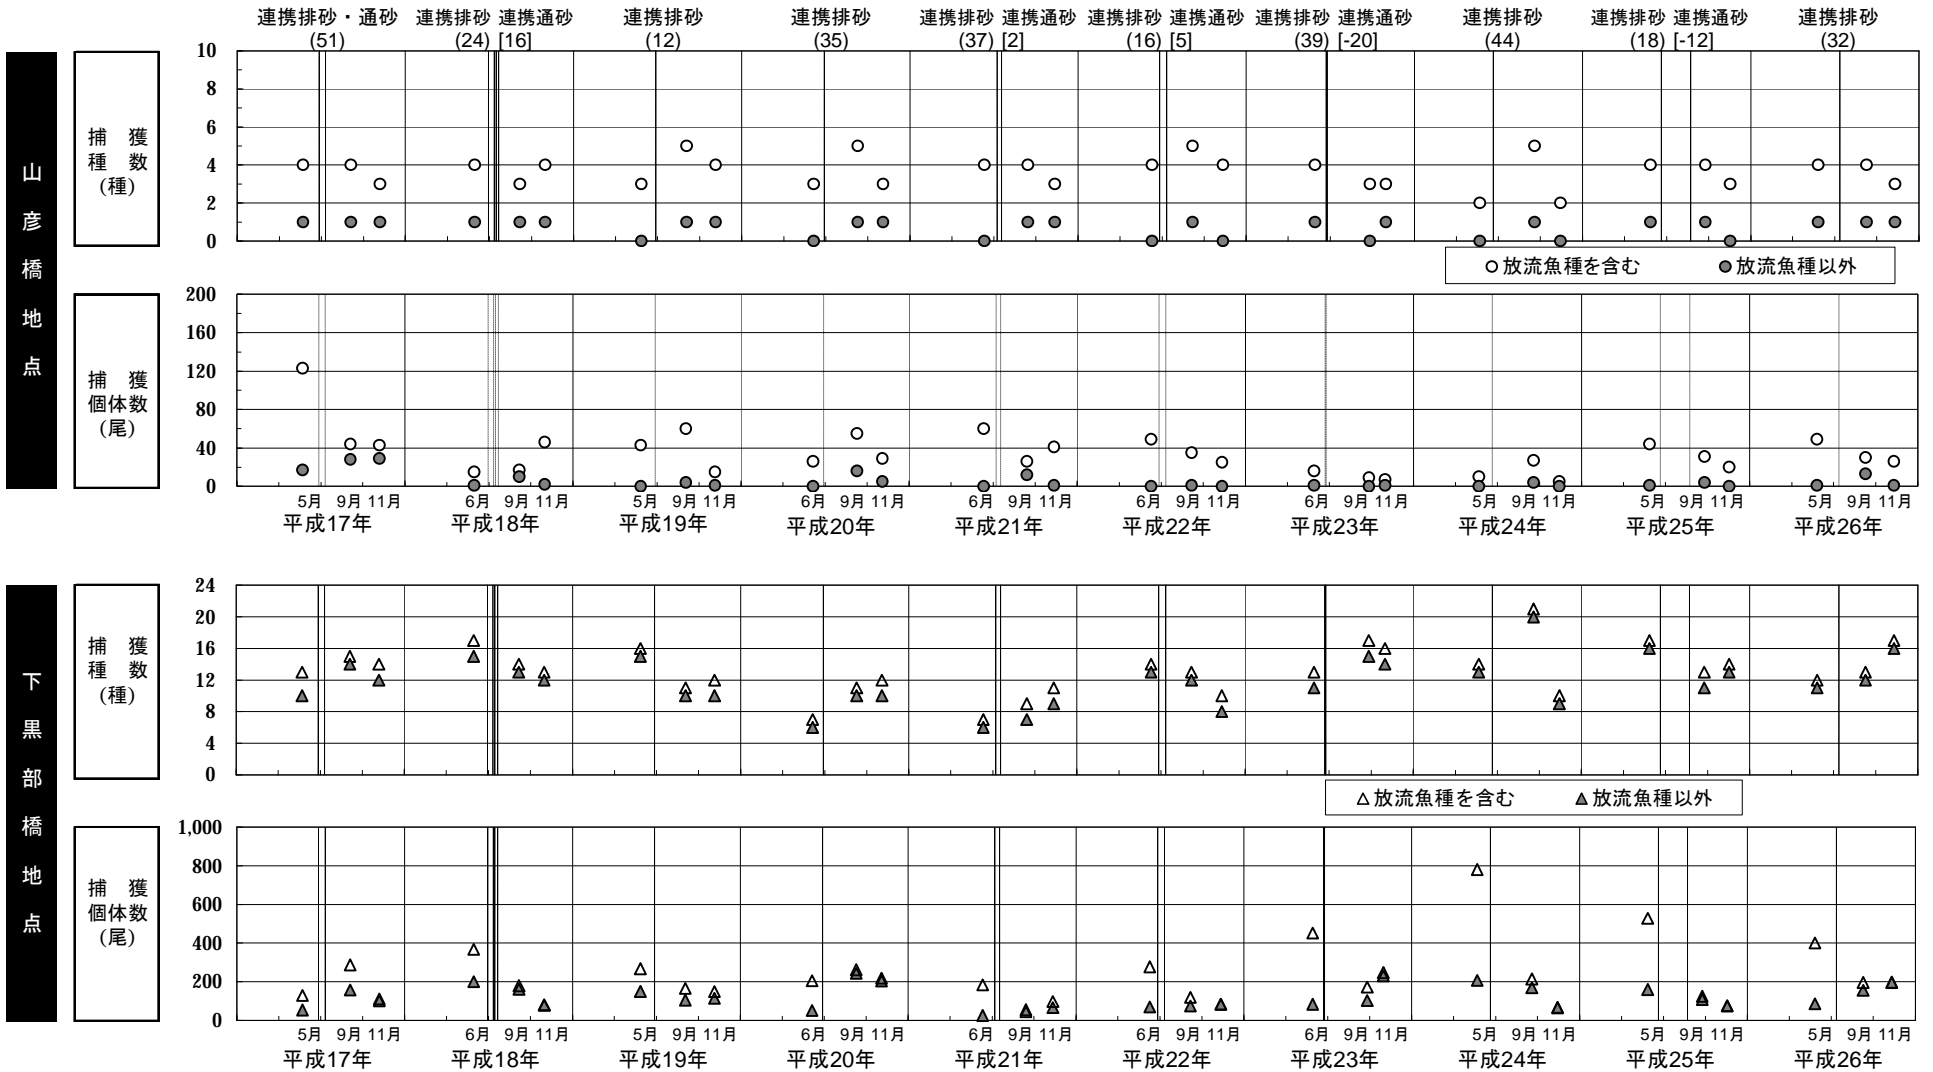 連携排砂・通砂 連携排砂 連携通砂 連携排砂 連携排砂 連携排砂 連携通砂 連携排砂 連携通砂 連携排砂 連携通砂 連携排砂 連携排砂 連携通砂 連携排砂
(51) (24) [16] (12) (35) (37) [2] (16) [5] (39) [-20] (44) (18) [-12] (32)
山彦橋地点
捕獲
種数
(種)
10
8
6
4
2
0
放流魚種を含む 放流魚種以外
捕獲
個体数
(尾)
200
160
120
80
40
0
5月 9月 11月 6月 9月 11月 5月 9月 11月 6月 9月 11月 6月 9月 11月 6月 9月 11月 6月 9月 11月 5月 9月 11月 5月 9月 11月 5月 9月 11月
平成17年 平成18年 平成19年 平成20年 平成21年 平成22年 平成23年 平成24年 平成25年 平成26年
下黒部橋地点
捕獲
種数
(種)
24
20
16
12
8
4
0
放流魚種を含む 放流魚種以外
捕獲
個体数
(尾)
1,000
800
600
400
200
0
5月 9月 11月 6月 9月 11月 5月 9月 11月 6月 9月 11月 6月 9月 11月 6月 9月 11月 6月 9月 11月 5月 9月 11月 5月 9月 11月 5月 9月 11月
平成17年 平成18年 平成19年 平成20年 平成21年 平成22年 平成23年 平成24年 平成25年 平成26年